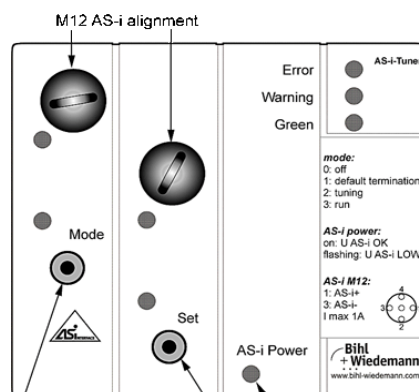 M12 AS-i alignment
Error
Warning
Green
AS-i-Tuner
mode:
0: off
1: default termination
2: tuning
3: run
AS-i power:
on: U AS-i OK
flashing: U AS-i LOW
AS-i M12:
1: AS-i+
3: AS-i-
I max 1A
4
3
2
Mode
Set
ASi
INTERFACE
AS-i Power
Bihl
+ Wiedemann
www.bihl-wiedemann.com